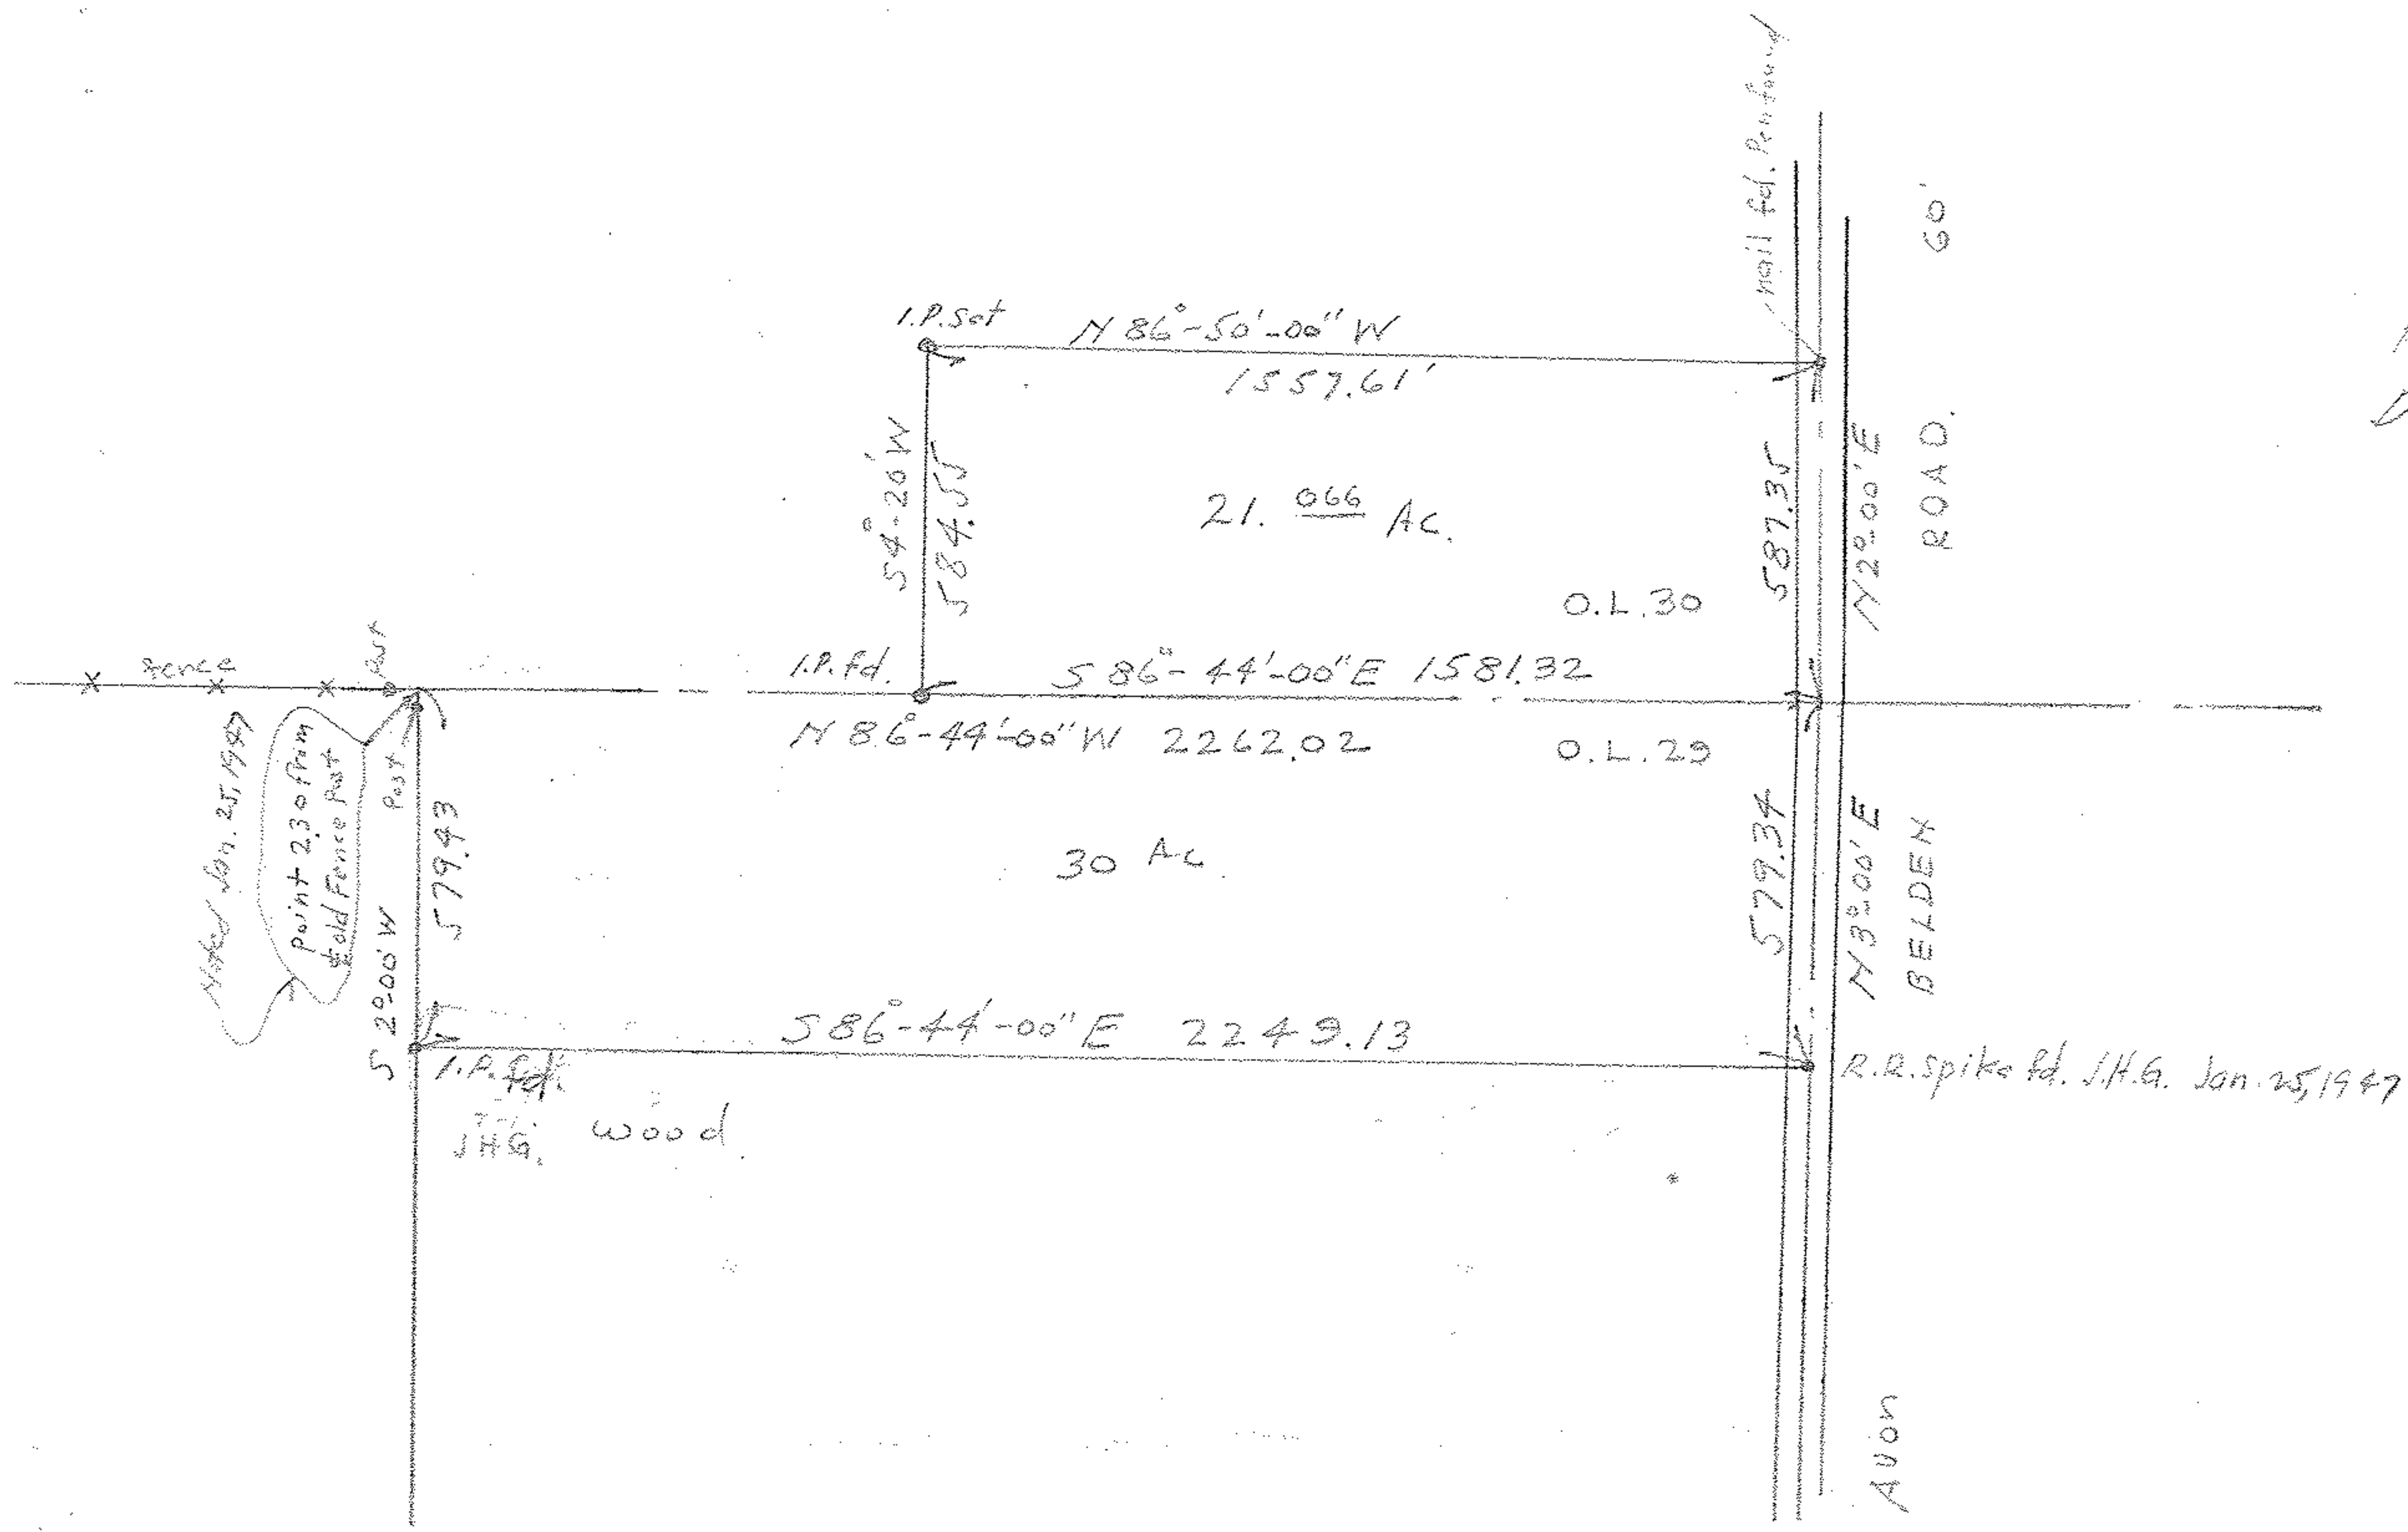 nail fd. Pen found
60'
I.P. set
N 86°-50'-00" W
1557.61'
S 4°-20' W
584.55
21. 066 Ac.
587.35
N 2°-00' E
ROAD.
O.L. 30
fence
Post
I.P. fd.
S 86°-44'-00" E 1581.32
N 86°-44'-00" W 2262.02
O.L. 29
Noted Jan. 25, 1947
Point 2.30 from
℄ old Fence Post
Post
579.43
S 2°-00' W
30 Ac.
579.34
N 3°-00' E
BELDEN
S 86°-44'-00" E 2249.13
I.P. fd.
J.H.G.
Wood
R.R. spike fd. J.H.G. Jan. 25, 1947
Avon